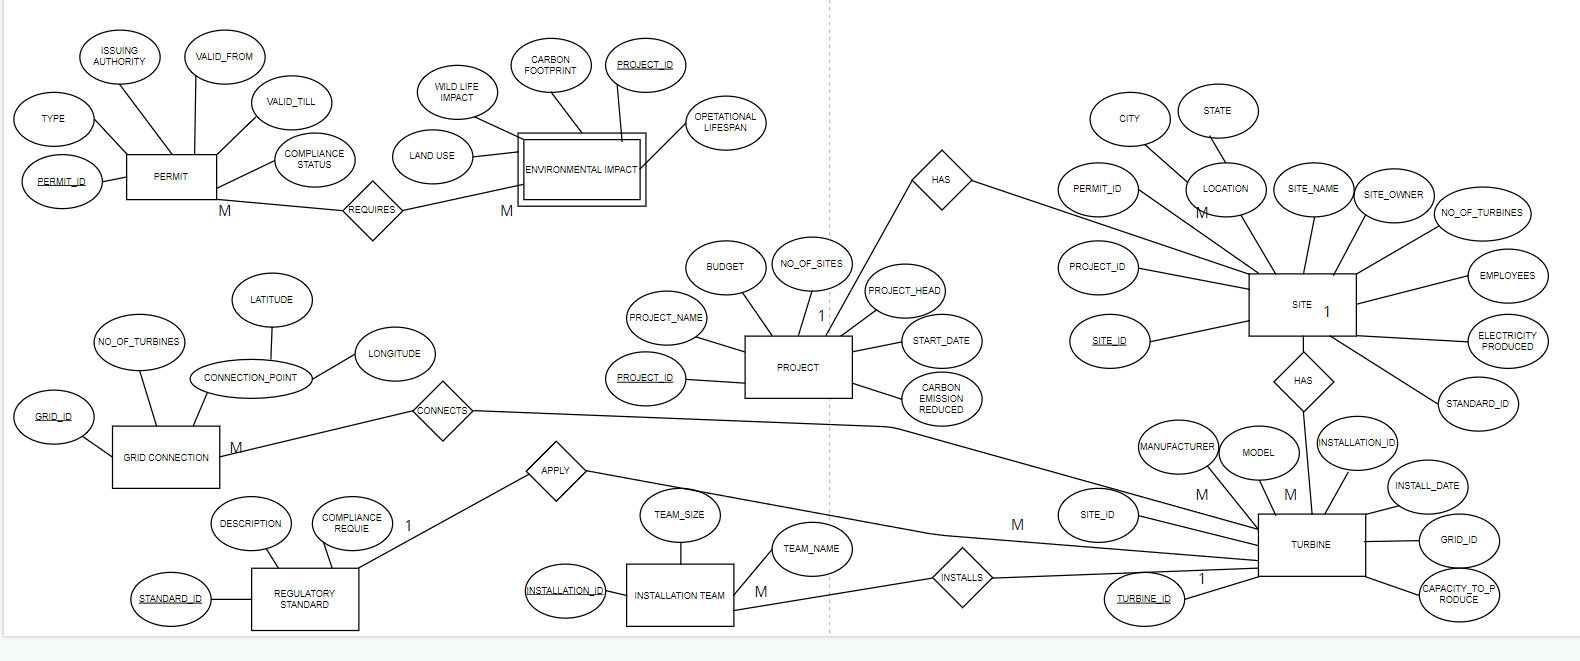 ISSUING
AUTHORITY
VALID_FROM
TYPE
VALID_TILL
COMPLIANCE
STATUS
PERMIT_ID
PERMIT
M
REQUIRES
M
WILD LIFE
IMPACT
CARBON
FOOTPRINT
PROJECT_ID
OPETATIONAL
LIFESPAN
LAND USE
ENVIRONMENTAL IMPACT
HAS
CITY
STATE
PERMIT_ID
LOCATION
M
SITE_NAME
SITE_OWNER
NO_OF_TURBINES
PROJECT_ID
EMPLOYEES
SITE
1
SITE_ID
ELECTRICITY
PRODUCED
STANDARD_ID
HAS
BUDGET
NO_OF_SITES
PROJECT_HEAD
PROJECT_NAME
1
START_DATE
PROJECT_ID
PROJECT
CARBON
EMISSION
REDUCED
LATITUDE
NO_OF_TURBINES
LONGITUDE
CONNECTION_POINT
GRID_ID
GRID CONNECTION
M
CONNECTS
APPLY
DESCRIPTION
COMPLIANCE
REQUIE
1
STANDARD_ID
REGULATORY
STANDARD
TEAM_SIZE
TEAM_NAME
INSTALLATION_ID
INSTALLATION TEAM
M
INSTALLS
M
MANUFACTURER
MODEL
INSTALLATION_ID
M
M
INSTALL_DATE
SITE_ID
TURBINE
GRID_ID
1
TURBINE_ID
CAPACITY_TO_P
RODUCE